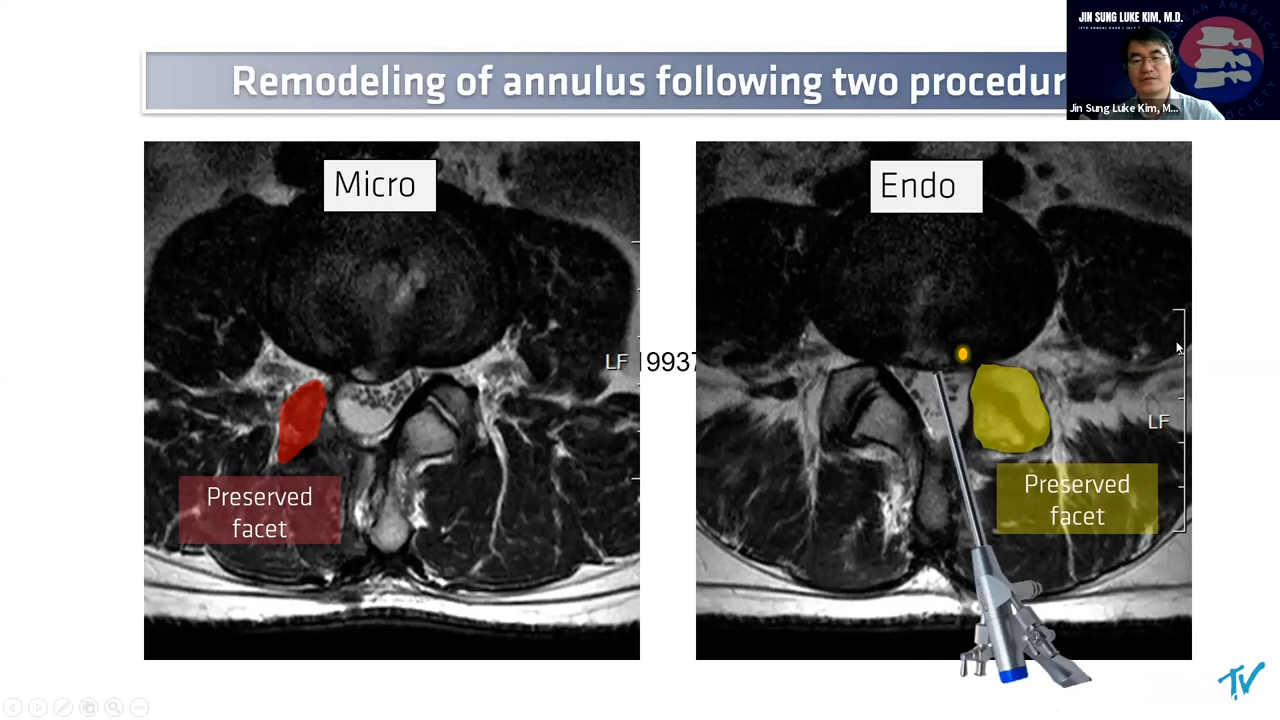 JIN SUNG LUKE KIM, M.D.
Remodeling of annulus following two procedur
Jin Sung Luke Kim, M...
Micro
Endo
LF
19937
LF
Preserved
facet
Preserved
facet
TV